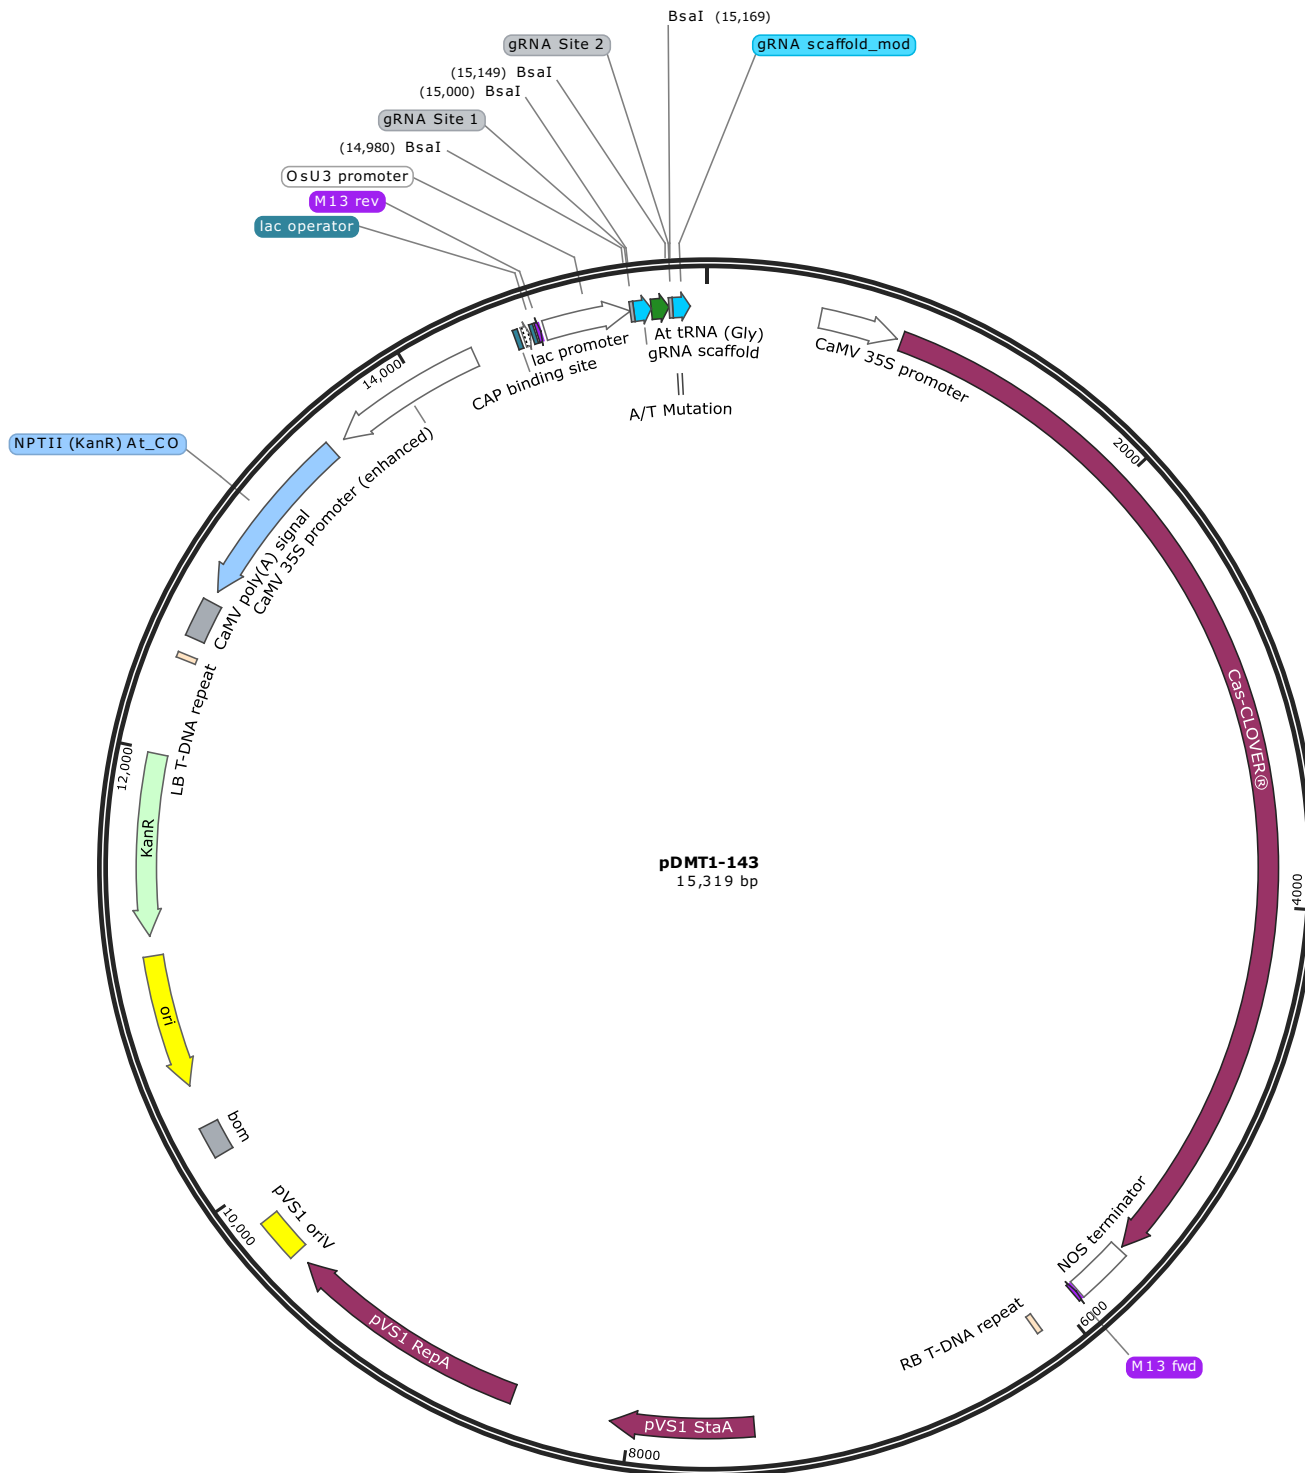 BsaI (15,169)
gRNA Site 2
gRNA scaffold_mod
(15,149) BsaI
(15,000) BsaI
gRNA Site 1
(14,980) BsaI
OsU3 promoter
M13 rev
lac operator
At tRNA (Gly)
gRNA scaffold
lac promoter
CAP binding site
A/T Mutation
CaMV 35S promoter
14,000
2000
NPTII (KanR) At_CO
CaMV 35S promoter (enhanced)
CaMV poly(A) signal
LB T-DNA repeat
Cas-CLOVER®
12,000
KanR
pDMT1-143
15,319 bp
4000
ori
bom
pVS1 oriV
10,000
NOS terminator
RB T-DNA repeat
6000
M13 fwd
pVS1 RepA
pVS1 StaA
8000